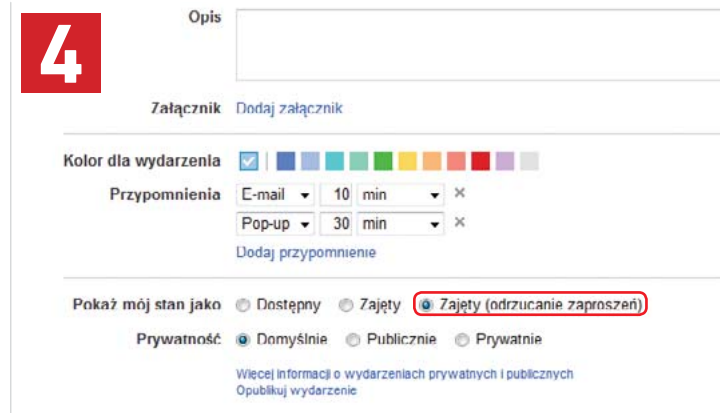 4
Opis
Załącznik Dodaj załącznik
Kolor dla wydarzenia
Przypomnienia E-mail 10 min ×
Pop-up 30 min ×
Dodaj przypomnienie
Pokaż mój stan jako Dostępny Zajęty Zajęty (odrzucanie zaproszeń)
Prywatność Domyślnie Publicznie Prywatnie
Więcej informacji o wydarzeniach prywatnych i publicznych
Opublikuj wydarzenie